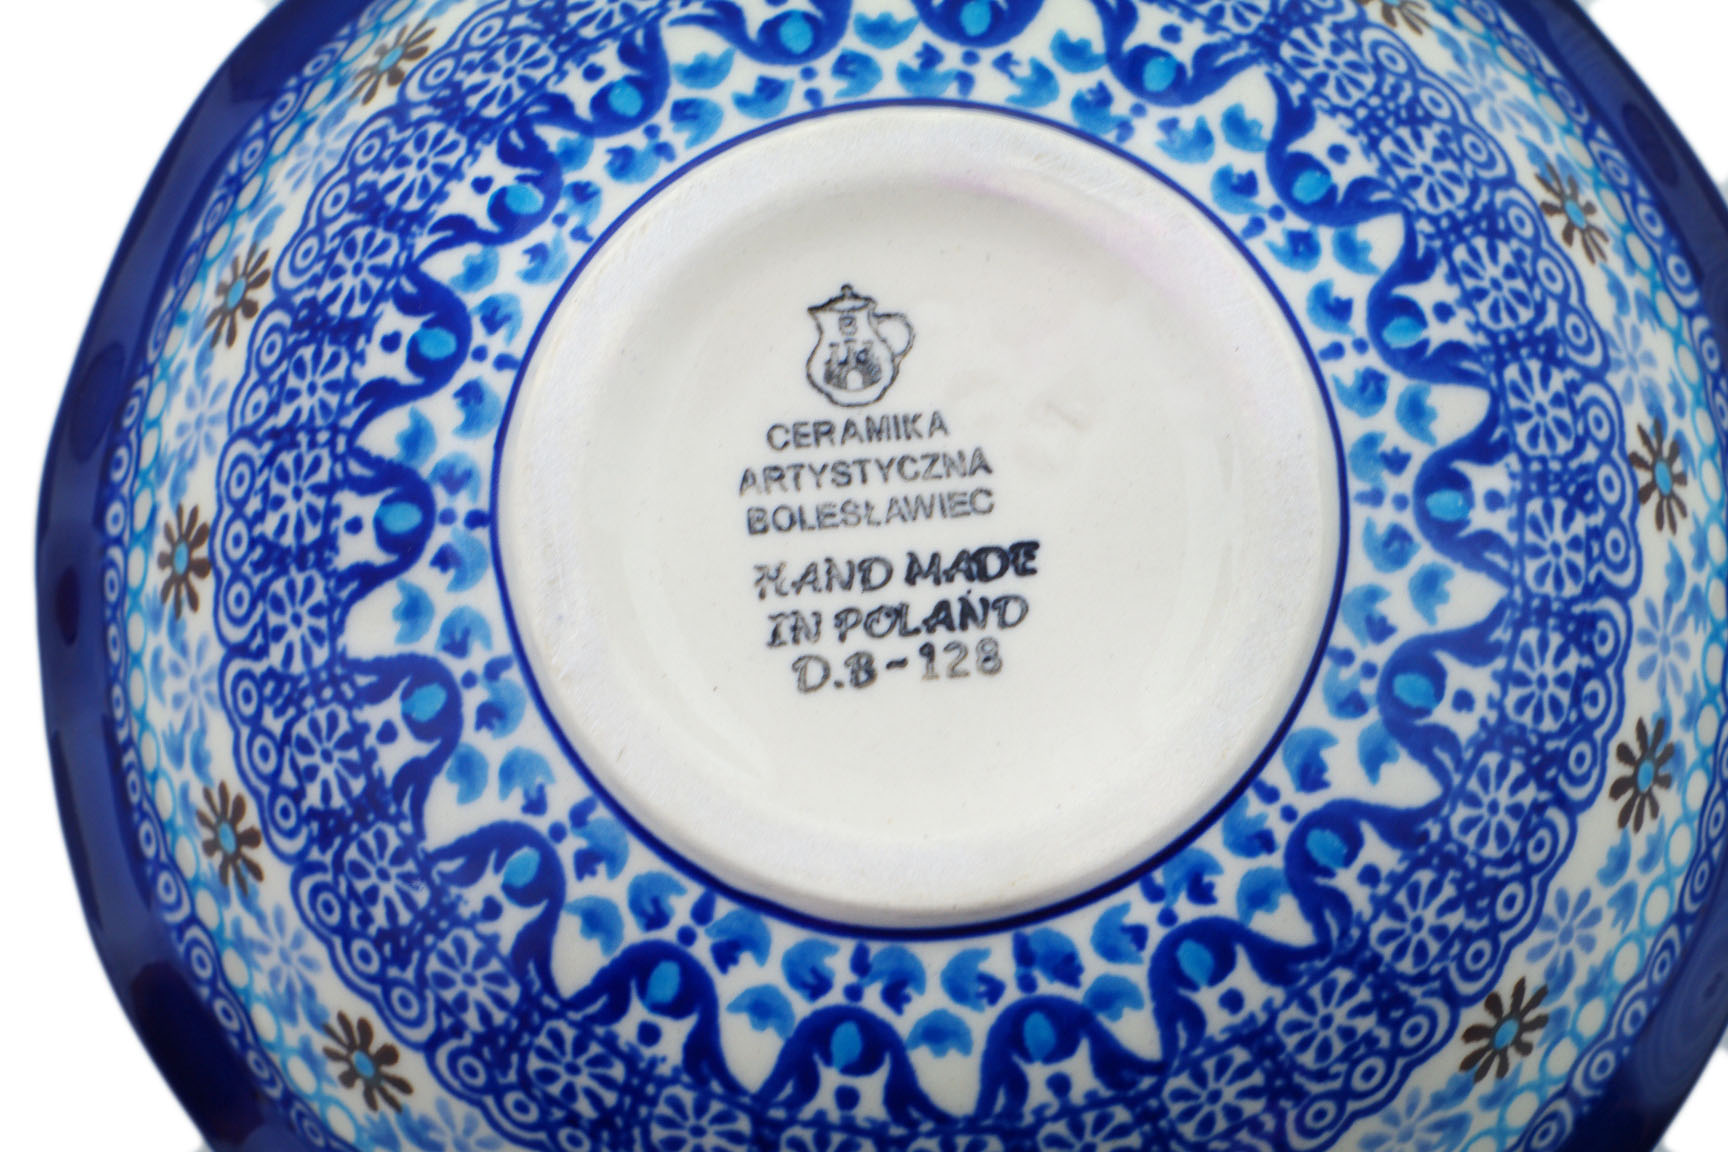 B
CERAMIKA
ARTYSTYCZNA
BOLESŁAWIEC
HAND MADE
IN POLAND
D.B-128